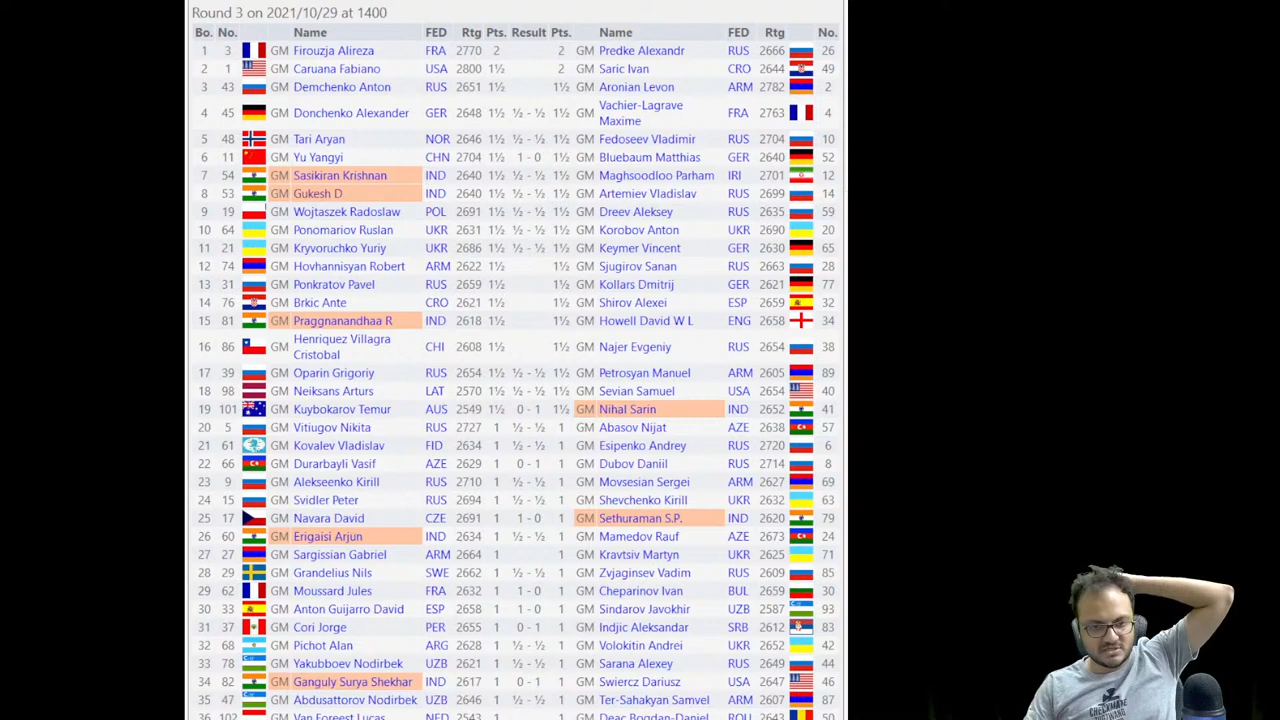 Round 3 on 2021/10/29 at 1400
Bo. No. Name FED Rtg Pts. Result Pts. Name FED Rtg No.
1 3 GM Firouzja Alireza FRA 2770 2 2 GM Predke Alexandr RUS 2666 26
2 1 GM Caruana Fabiano USA 2800 1½ 2 GM Saric Ivan CRO 2644 49
3 43 GM Demchenko Anton RUS 2651 1½ 1½ GM Aronian Levon ARM 2782 2
4 45 GM Donchenko Alexander GER 2648 1½ ½ - ½ 1½ GM Vachier-Lagrave Maxime FRA 2763 4
5 48 GM Tari Aryan NOR 2646 1½ ½ - ½ 1½ GM Fedoseev Vladimir RUS 2704 10
6 11 GM Yu Yangyi CHN 2704 1½ 1 - 0 1½ GM Bluebaum Matthias GER 2640 52
7 54 GM Sasikiran Krishnan IND 2640 1½ ½ - ½ 1½ GM Maghsoodloo Parham IRI 2701 12
8 53 GM Gukesh D IND 2640 1½ ½ - ½ 1½ GM Artemiev Vladislav RUS 2699 14
9 19 GM Wojtaszek Radoslaw POL 2691 1½ ½ - ½ 1½ GM Dreev Aleksey RUS 2635 59
10 64 GM Ponomariov Ruslan UKR 2631 1½ ½ - ½ 1½ GM Korobov Anton UKR 2690 20
11 21 GM Kryvoruchko Yuriy UKR 2686 1½ ½ - ½ 1½ GM Keymer Vincent GER 2630 65
12 74 GM Hovhannisyan Robert ARM 2622 1½ 1½ GM Sjugirov Sanan RUS 2663 28
13 31 GM Ponkratov Pavel RUS 2659 1½ 1½ GM Kollars Dmitrij GER 2621 77
14 76 GM Brkic Ante CRO 2621 1½ 1½ GM Shirov Alexei ESP 2659 32
15 81 GM Praggnanandhaa R IND 2618 1½ 1½ GM Howell David W L ENG 2658 34
16 86 GM Henriquez Villagra Cristobal CHI 2608 1½ 1½ GM Najer Evgeniy RUS 2654 38
17 39 GM Oparin Grigoriy RUS 2654 1½ ½ - ½ 1½ GM Petrosyan Manuel ARM 2605 89
18 98 GM Neiksans Arturs LAT 2570 1½ ½ - ½ 1½ GM Sevian Samuel USA 2654 40
19 101 GM Kuybokarov Temur AUS 2549 1½ 0 - 1 1½ GM Nihal Sarin IND 2652 41
20 5 GM Vitiugov Nikita RUS 2727 1 ½ - ½ 1 GM Abasov Nijat AZE 2638 57
21 61 GM Kovalev Vladislav FID 2634 1 ½ - ½ 1 GM Esipenko Andrey RUS 2720 6
22 66 GM Durarbayli Vasif AZE 2629 1 0 - 1 1 GM Dubov Daniil RUS 2714 8
23 9 GM Alekseenko Kirill RUS 2710 1 ½ - ½ 1 GM Movsesian Sergei ARM 2627 69
24 15 GM Svidler Peter RUS 2694 1 ½ - ½ 1 GM Shevchenko Kirill UKR 2632 63
25 17 GM Navara David CZE 2691 1 1 - 0 1 GM Sethuraman S.P. IND 2620 79
26 60 GM Erigaisi Arjun IND 2634 1 ½ - ½ 1 GM Mamedov Rauf AZE 2673 24
27 27 GM Sargissian Gabriel ARM 2664 1 1 GM Kravtsiv Martyn UKR 2625 71
28 29 GM Grandelius Nils SWE 2662 1 ½ - ½ 1 GM Zvjaginsev Vadim RUS 2609 85
29 62 GM Moussard Jules FRA 2632 1 1 - 0 1 GM Cheparinov Ivan BUL 2659 30
30 33 GM Anton Guijarro David ESP 2658 1 ½ - ½ 1 GM Sindarov Javokhir UZB 2587 93
31 37 GM Cori Jorge PER 2655 1 0 - 1 1 GM Indjic Aleksandar SRB 2612 83
32 68 GM Pichot Alan ARG 2628 1 ½ - ½ 1 GM Volokitin Andrei UKR 2652 42
33 78 GM Yakubboev Nodirbek UZB 2621 1 ½ - ½ 1 GM Sarana Alexey RUS 2649 44
34 82 GM Ganguly Surya Shekhar IND 2617 1 0 - 1 1 GM Swiercz Dariusz USA 2647 46
35 47 GM Abdusattorov Nodirbek UZB 2646 1 ½ - ½ 1 GM Ter-Sahakyan Samvel ARM 2611 87
36 102 GM Van Foreest Lucas NED 2543 GM Deac Bogdan-Daniel ROU 2643
CHECKMATE